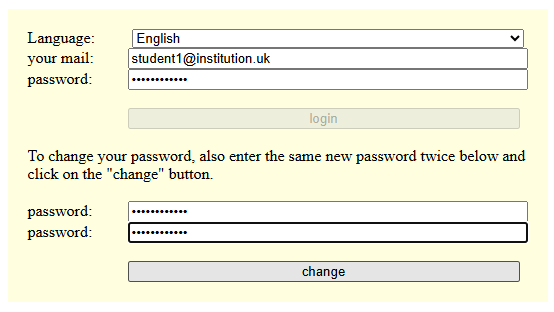 Language: English
your mail: student1@institution.uk
password: ••••••••••••
login
To change your password, also enter the same new password twice below and
click on the "change" button.
password: ••••••••••••
password: ••••••••••••
change